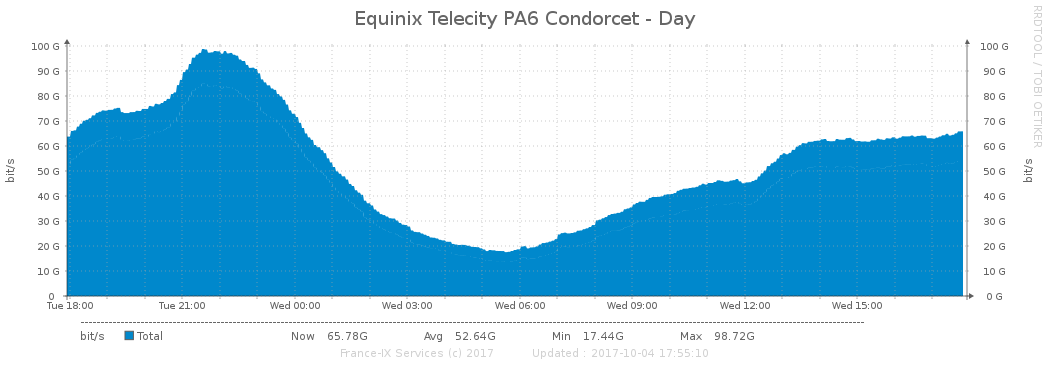 Equinix Telecity PA6 Condorcet - Day
RRDTOOL / TOBI OETIKER
bit/s
100 G 100 G
90 G 90 G
80 G 80 G
70 G 70 G
60 G 60 G
50 G 50 G
40 G 40 G
30 G 30 G
20 G 20 G
10 G 10 G
0 0 G
bit/s
Tue 18:00 Tue 21:00 Wed 00:00 Wed 03:00 Wed 06:00 Wed 09:00 Wed 12:00 Wed 15:00
bit/s Total Now 65.78G Avg 52.64G Min 17.44G Max 98.72G
France-IX Services (c) 2017 Updated : 2017-10-04 17:55:10